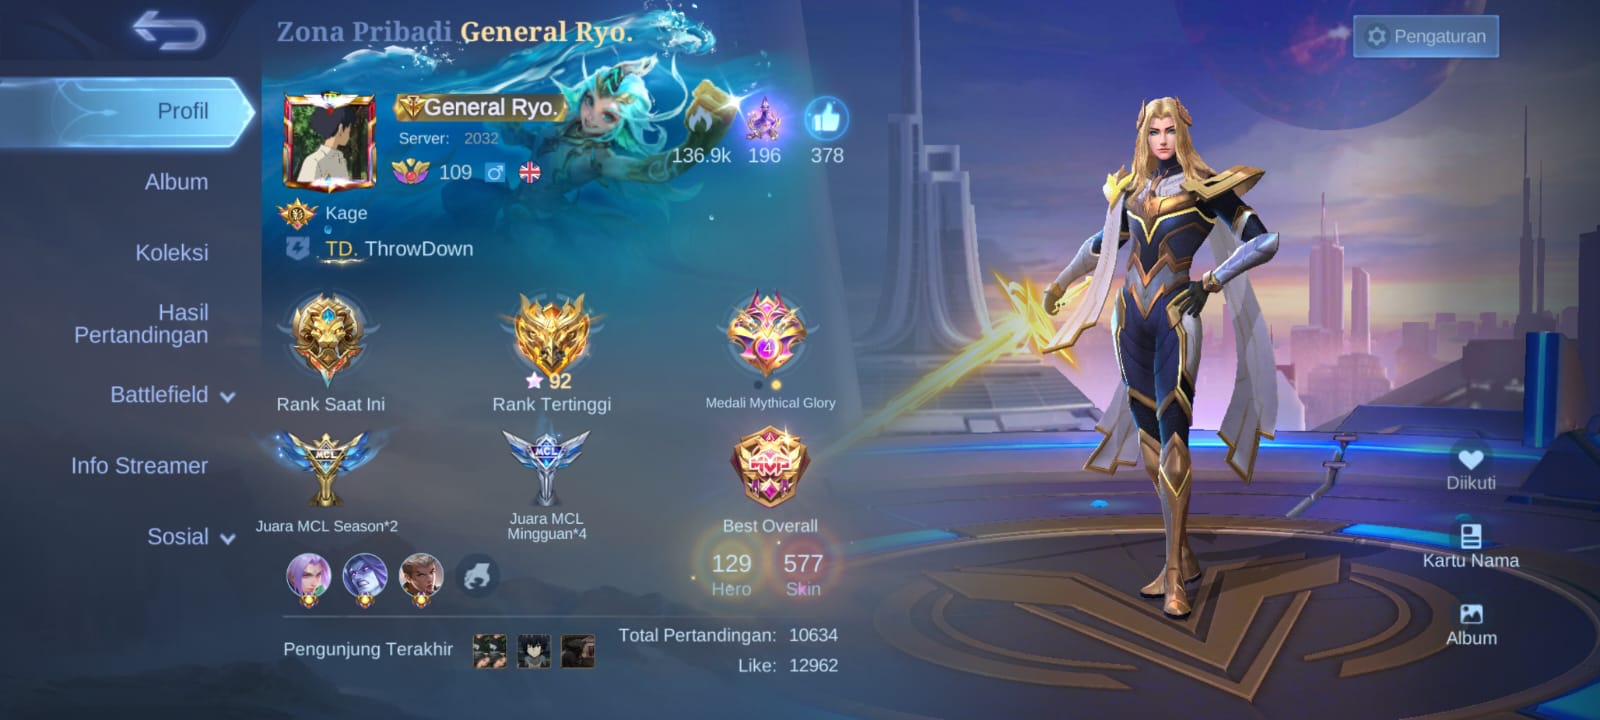 Zona Pribadi General Ryo.
Pengaturan
Profil
Album
Koleksi
Hasil
Pertandingan
Battlefield
Info Streamer
Sosial
General Ryo.
Server: 2032
109
136.9k 196 378
Kage
TD. ThrowDown
92
4
Rank Saat Ini
Rank Tertinggi
Medali Mythical Glory
MCL
MCL
MVP
Juara MCL Season*2
Juara MCL
Mingguan*4
Best Overall
129 577
Hero Skin
Pengunjung Terakhir
Total Pertandingan: 10634
Like: 12962
Diikuti
Kartu Nama
Album